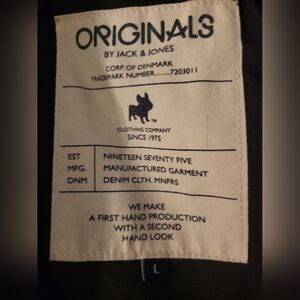 ORIGINALS
BY JACK & JONES
CORP. OF DENMARK
TRADEMARK NUMBER........7203011
TM
CLOTHING COMPANY
SINCE 1975
EST NINETEEN SEVENTY FIVE
MFG. MANUFACTURED GARMENT
DNM DENIM CLTH. MNFRS
WE MAKE
A FIRST HAND PRODUCTION
WITH A SECOND
HAND LOOK
L